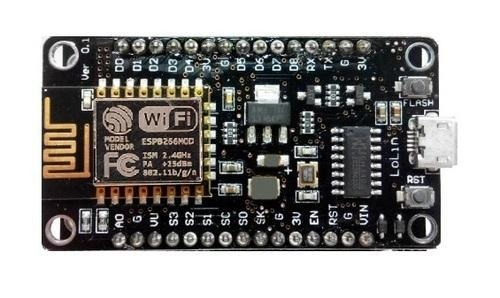 Ver 0.1
D0 D1 D2 D3 D4 3V G D5 D6 D7 D8 RX TX G 3V
FLASH
WiFi
MODEL
VENDOR
ESP8266MOD
FC
ISM 2.4GHz
PA +25dBm
802.11b/g/n
LoLin
RST
AO G VU S3 S2 S1 SC SO SK G 3V EN RST G VIN